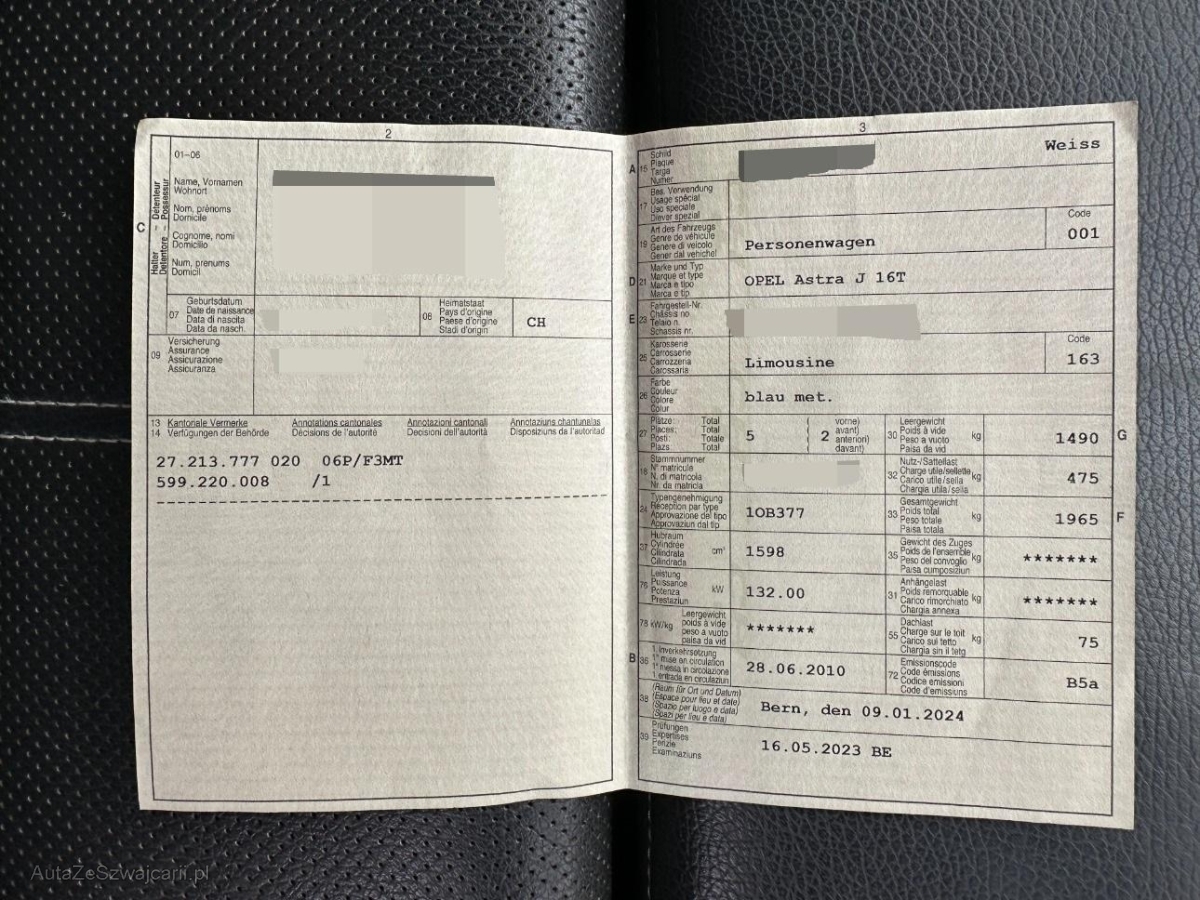 2
01–06
C
Halter – Détenteur
Detentore – Possessur
Name, Vornamen
Wohnort
Nom, prénoms
Domicile
Cognome, nomi
Domicilio
Num, prenums
Domicil
07
Geburtsdatum
Date de naissance
Data di nascita
Data da nasch.
08
Heimatstaat
Pays d'origine
Paese d'origine
Stadi d'origin
CH
09
Versicherung
Assurance
Assicurazione
Assicuranza
13 Kantonale Vermerke Annotations cantonales Annotazioni cantonali Annotaziuns chantunalas
14 Verfügungen der Behörde Décisions de l'autorité Decisioni dell'autorità Disposiziuns da l'autoritad
27.213.777 020 06P/F3MT
599.220.008 /1
3
A 15
Schild
Plaque
Targa
Numer
Weiss
17
Bes. Verwendung
Usage spécial
Uso speciale
Diever spezial
19
Art des Fahrzeugs
Genre de véhicule
Genere di veicolo
Gener dal vehichel
Personenwagen
Code
001
D 21
Marke und Typ
Marque et type
Marca e tipo
Marca e tip
OPEL Astra J 16T
E 23
Fahrgestell-Nr.
Châssis no
Telaio n.
Schassis nr.
25
Karosserie
Carrosserie
Carrozzeria
Carossaria
Limousine
Code
163
26
Farbe
Couleur
Colore
Colur
blau met.
27
Plätze: Total
Places: Total
Posti: Totale
Plazs: Total
5
( 2 vorne)
( avant)
( anteriori)
( davant)
30
Leergewicht
Poids à vide
Peso a vuoto
Paisa da vid
kg
1490
G
18
Stammnummer
N° matricule
N. di matricola
Nr. da matricla
32
Nutz-/Sattellast
Charge utile/sellette
Carico utile/sella
Chargia utila/sella
kg
475
24
Typengenehmigung
Réception par type
Approvazione del tipo
Approvaziun dal tip
1OB377
33
Gesamtgewicht
Poids total
Peso totale
Paisa totala
kg
1965
F
37
Hubraum
Cylindrée
Cilindrata
Cilindrada
cm³
1598
35
Gewicht des Zuges
Poids de l'ensemble
Peso del convoglio
Paisa cumposiziun
kg
*******
76
Leistung
Puissance
Potenza
Prestaziun
kW
132.00
31
Anhängelast
Poids remorquable
Carico rimorchiato
Chargia annexa
kg
*******
78 kW/kg
Leergewicht
poids à vide
peso a vuoto
paisa da vid
*******
55
Dachlast
Charge sur le toit
Carico sul tetto
Chargia sin il tetg
kg
75
B 36
1. Inverkehrsetzung
1re mise en circulation
1a messa in circolazione
1. entrada en circulaziun
28.06.2010
72
Emissionscode
Code émissions
Codice emissioni
Code d'emissiuns
B5a
38
(Raum für Ort und Datum)
(Espace pour lieu et date)
(Spazio per luogo e data)
(Spazi per lieu e data)
Bern, den 09.01.2024
39
Prüfungen
Expertises
Perizie
Examinaziuns
16.05.2023 BE
AutaZeSzwajcarii.pl